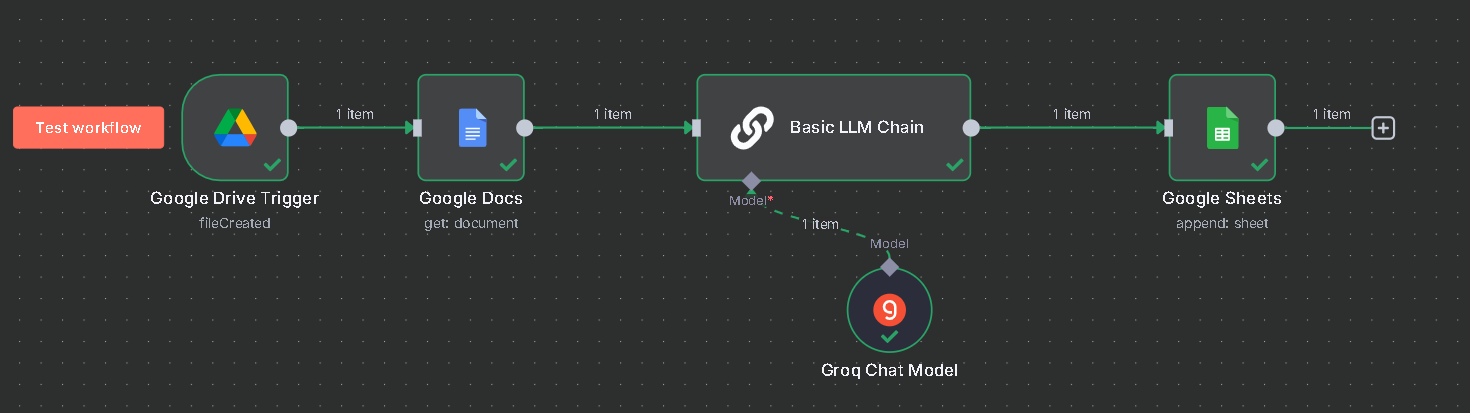 Test workflow
1 item
1 item
Basic LLM Chain
1 item
1 item
Google Drive Trigger
fileCreated
Google Docs
get: document
Model*
1 item
Model
Google Sheets
append: sheet
Groq Chat Model